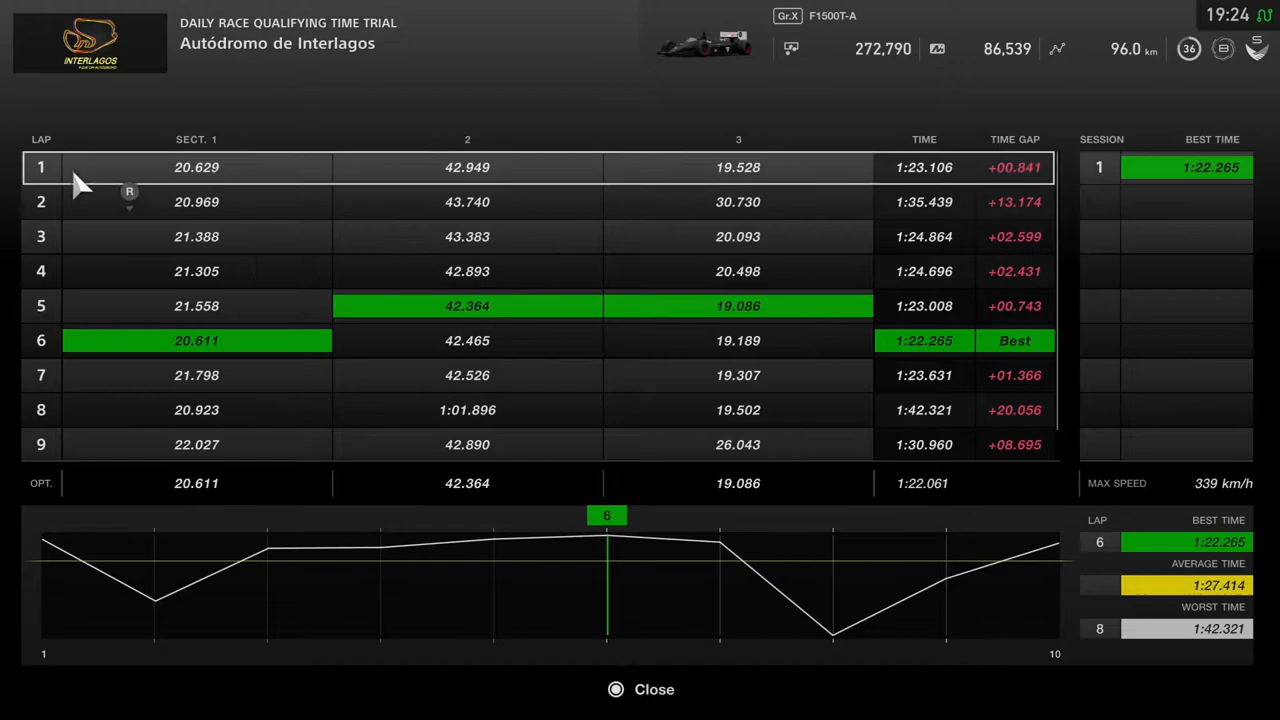 DAILY RACE QUALIFYING TIME TRIAL
Autódromo de Interlagos
INTERLAGOS
Gr.X F1500T-A
19:24
272,790 86,539 96.0 km 36 B S
LAP SECT. 1 2 3 TIME TIME GAP SESSION BEST TIME
1 20.629 42.949 19.528 1:23.106 +00.841 1 1:22.265
R
2 20.969 43.740 30.730 1:35.439 +13.174
3 21.388 43.383 20.093 1:24.864 +02.599
4 21.305 42.893 20.498 1:24.696 +02.431
5 21.558 42.364 19.086 1:23.008 +00.743
6 20.611 42.465 19.189 1:22.265 Best
7 21.798 42.526 19.307 1:23.631 +01.366
8 20.923 1:01.896 19.502 1:42.321 +20.056
9 22.027 42.890 26.043 1:30.960 +08.695
OPT. 20.611 42.364 19.086 1:22.061 MAX SPEED 339 km/h
6
LAP BEST TIME
6 1:22.265
AVERAGE TIME
1:27.414
WORST TIME
8 1:42.321
1 10
Close